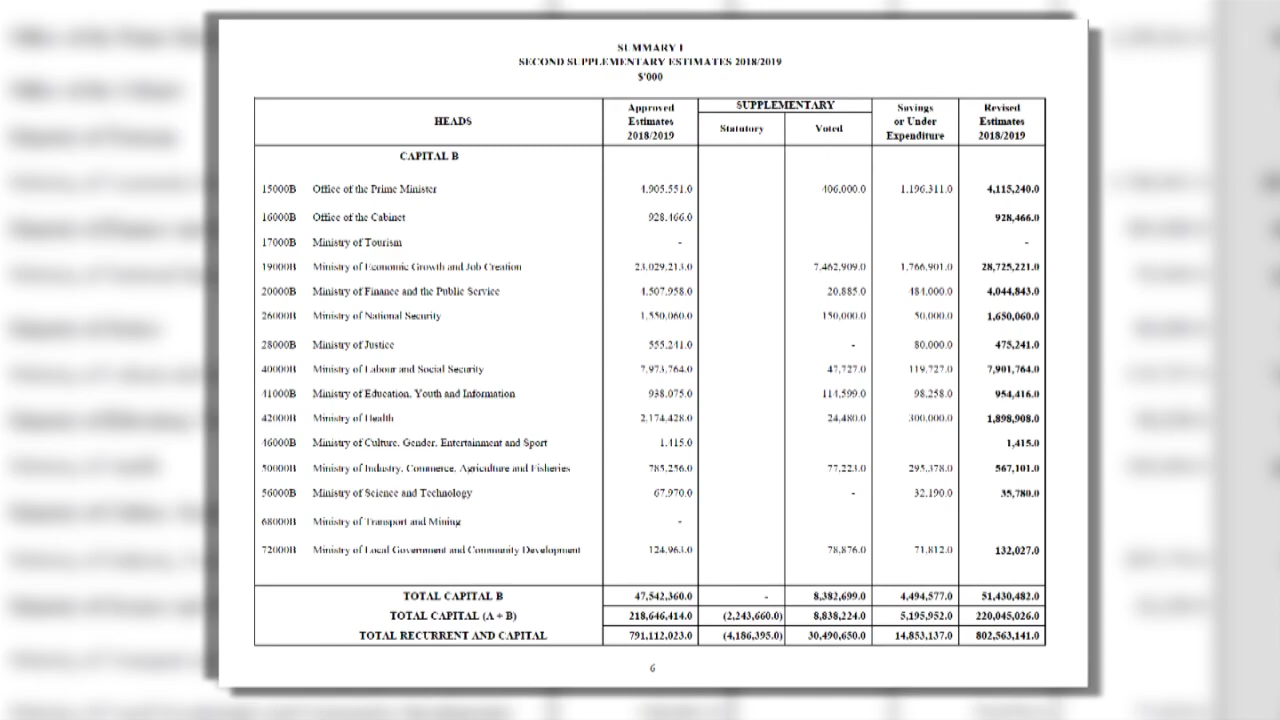 SUMMARY I
SECOND SUPPLEMENTARY ESTIMATES 2018/2019
$'000
HEADS Approved Estimates 2018/2019 SUPPLEMENTARY Statutory Voted Savings or Under Expenditure Revised Estimates 2018/2019
CAPITAL B
15000B Office of the Prime Minister 4,905,551.0 406,000.0 1,196,311.0 4,115,240.0
16000B Office of the Cabinet 928,466.0 928,466.0
17000B Ministry of Tourism - -
19000B Ministry of Economic Growth and Job Creation 23,029,213.0 7,462,909.0 1,766,901.0 28,725,221.0
20000B Ministry of Finance and the Public Service 4,507,958.0 20,885.0 484,000.0 4,044,843.0
26000B Ministry of National Security 1,550,060.0 150,000.0 50,000.0 1,650,060.0
28000B Ministry of Justice 555,241.0 - 80,000.0 475,241.0
40000B Ministry of Labour and Social Security 7,973,764.0 47,727.0 119,727.0 7,901,764.0
41000B Ministry of Education, Youth and Information 938,075.0 114,599.0 98,258.0 954,416.0
42000B Ministry of Health 2,174,428.0 24,480.0 300,000.0 1,898,908.0
46000B Ministry of Culture, Gender, Entertainment and Sport 1,415.0 1,415.0
50000B Ministry of Industry, Commerce, Agriculture and Fisheries 785,256.0 77,223.0 295,378.0 567,101.0
56000B Ministry of Science and Technology 67,970.0 - 32,190.0 35,780.0
68000B Ministry of Transport and Mining -
72000B Ministry of Local Government and Community Development 124,963.0 78,876.0 71,812.0 132,027.0
TOTAL CAPITAL B 47,542,360.0 - 8,382,699.0 4,494,577.0 51,430,482.0
TOTAL CAPITAL (A + B) 218,646,414.0 (2,243,660.0) 8,838,224.0 5,195,952.0 220,045,026.0
TOTAL RECURRENT AND CAPITAL 791,112,023.0 (4,186,395.0) 30,490,650.0 14,853,137.0 802,563,141.0
6